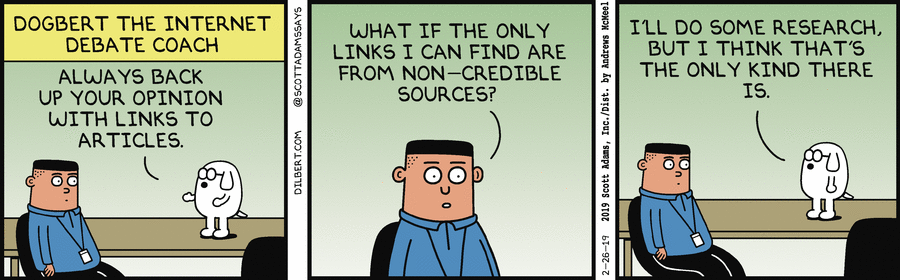 DOGBERT THE INTERNET
DEBATE COACH
ALWAYS BACK
UP YOUR OPINION
WITH LINKS TO
ARTICLES.
DILBERT.COM @SCOTTADAMSSAYS
WHAT IF THE ONLY
LINKS I CAN FIND ARE
FROM NON-CREDIBLE
SOURCES?
2-26-19 2019 Scott Adams, Inc./Dist. by Andrews McMeel
I'LL DO SOME RESEARCH,
BUT I THINK THAT'S
THE ONLY KIND THERE
IS.